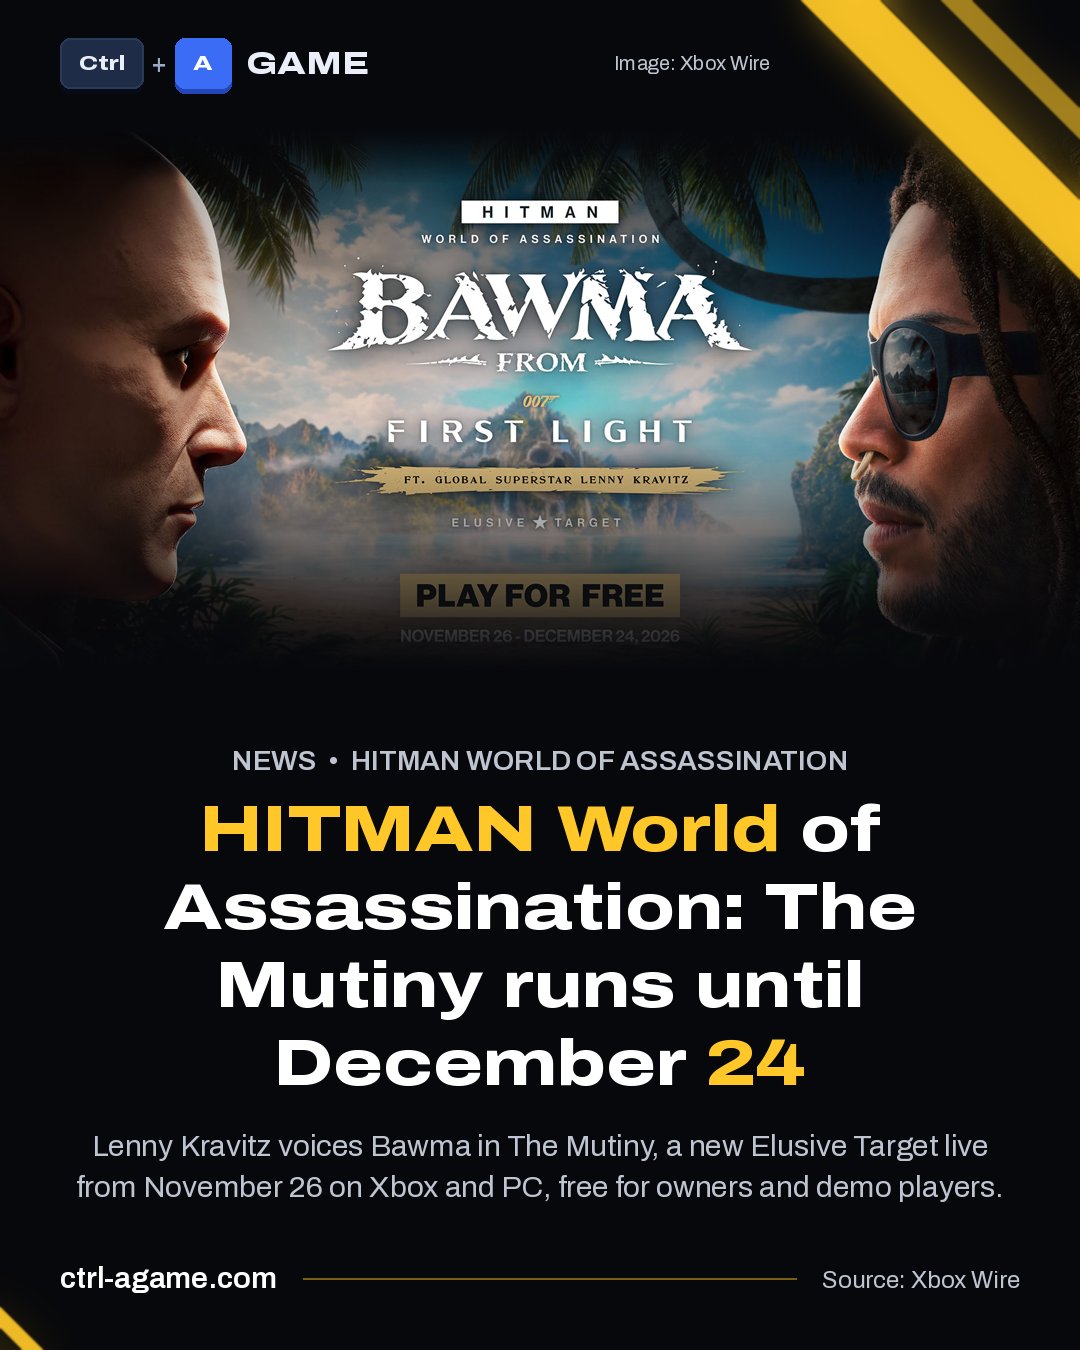 Ctrl + A GAME
Image: Xbox Wire
HITMAN
WORLD OF ASSASSINATION
BAWMA
FROM
007
FIRST LIGHT
FT. GLOBAL SUPERSTAR LENNY KRAVITZ
ELUSIVE ★ TARGET
PLAY FOR FREE
NOVEMBER 26 - DECEMBER 24, 2026
NEWS • HITMAN WORLD OF ASSASSINATION
HITMAN World of
Assassination: The
Mutiny runs until
December 24
Lenny Kravitz voices Bawma in The Mutiny, a new Elusive Target live
from November 26 on Xbox and PC, free for owners and demo players.
ctrl-agame.com
Source: Xbox Wire